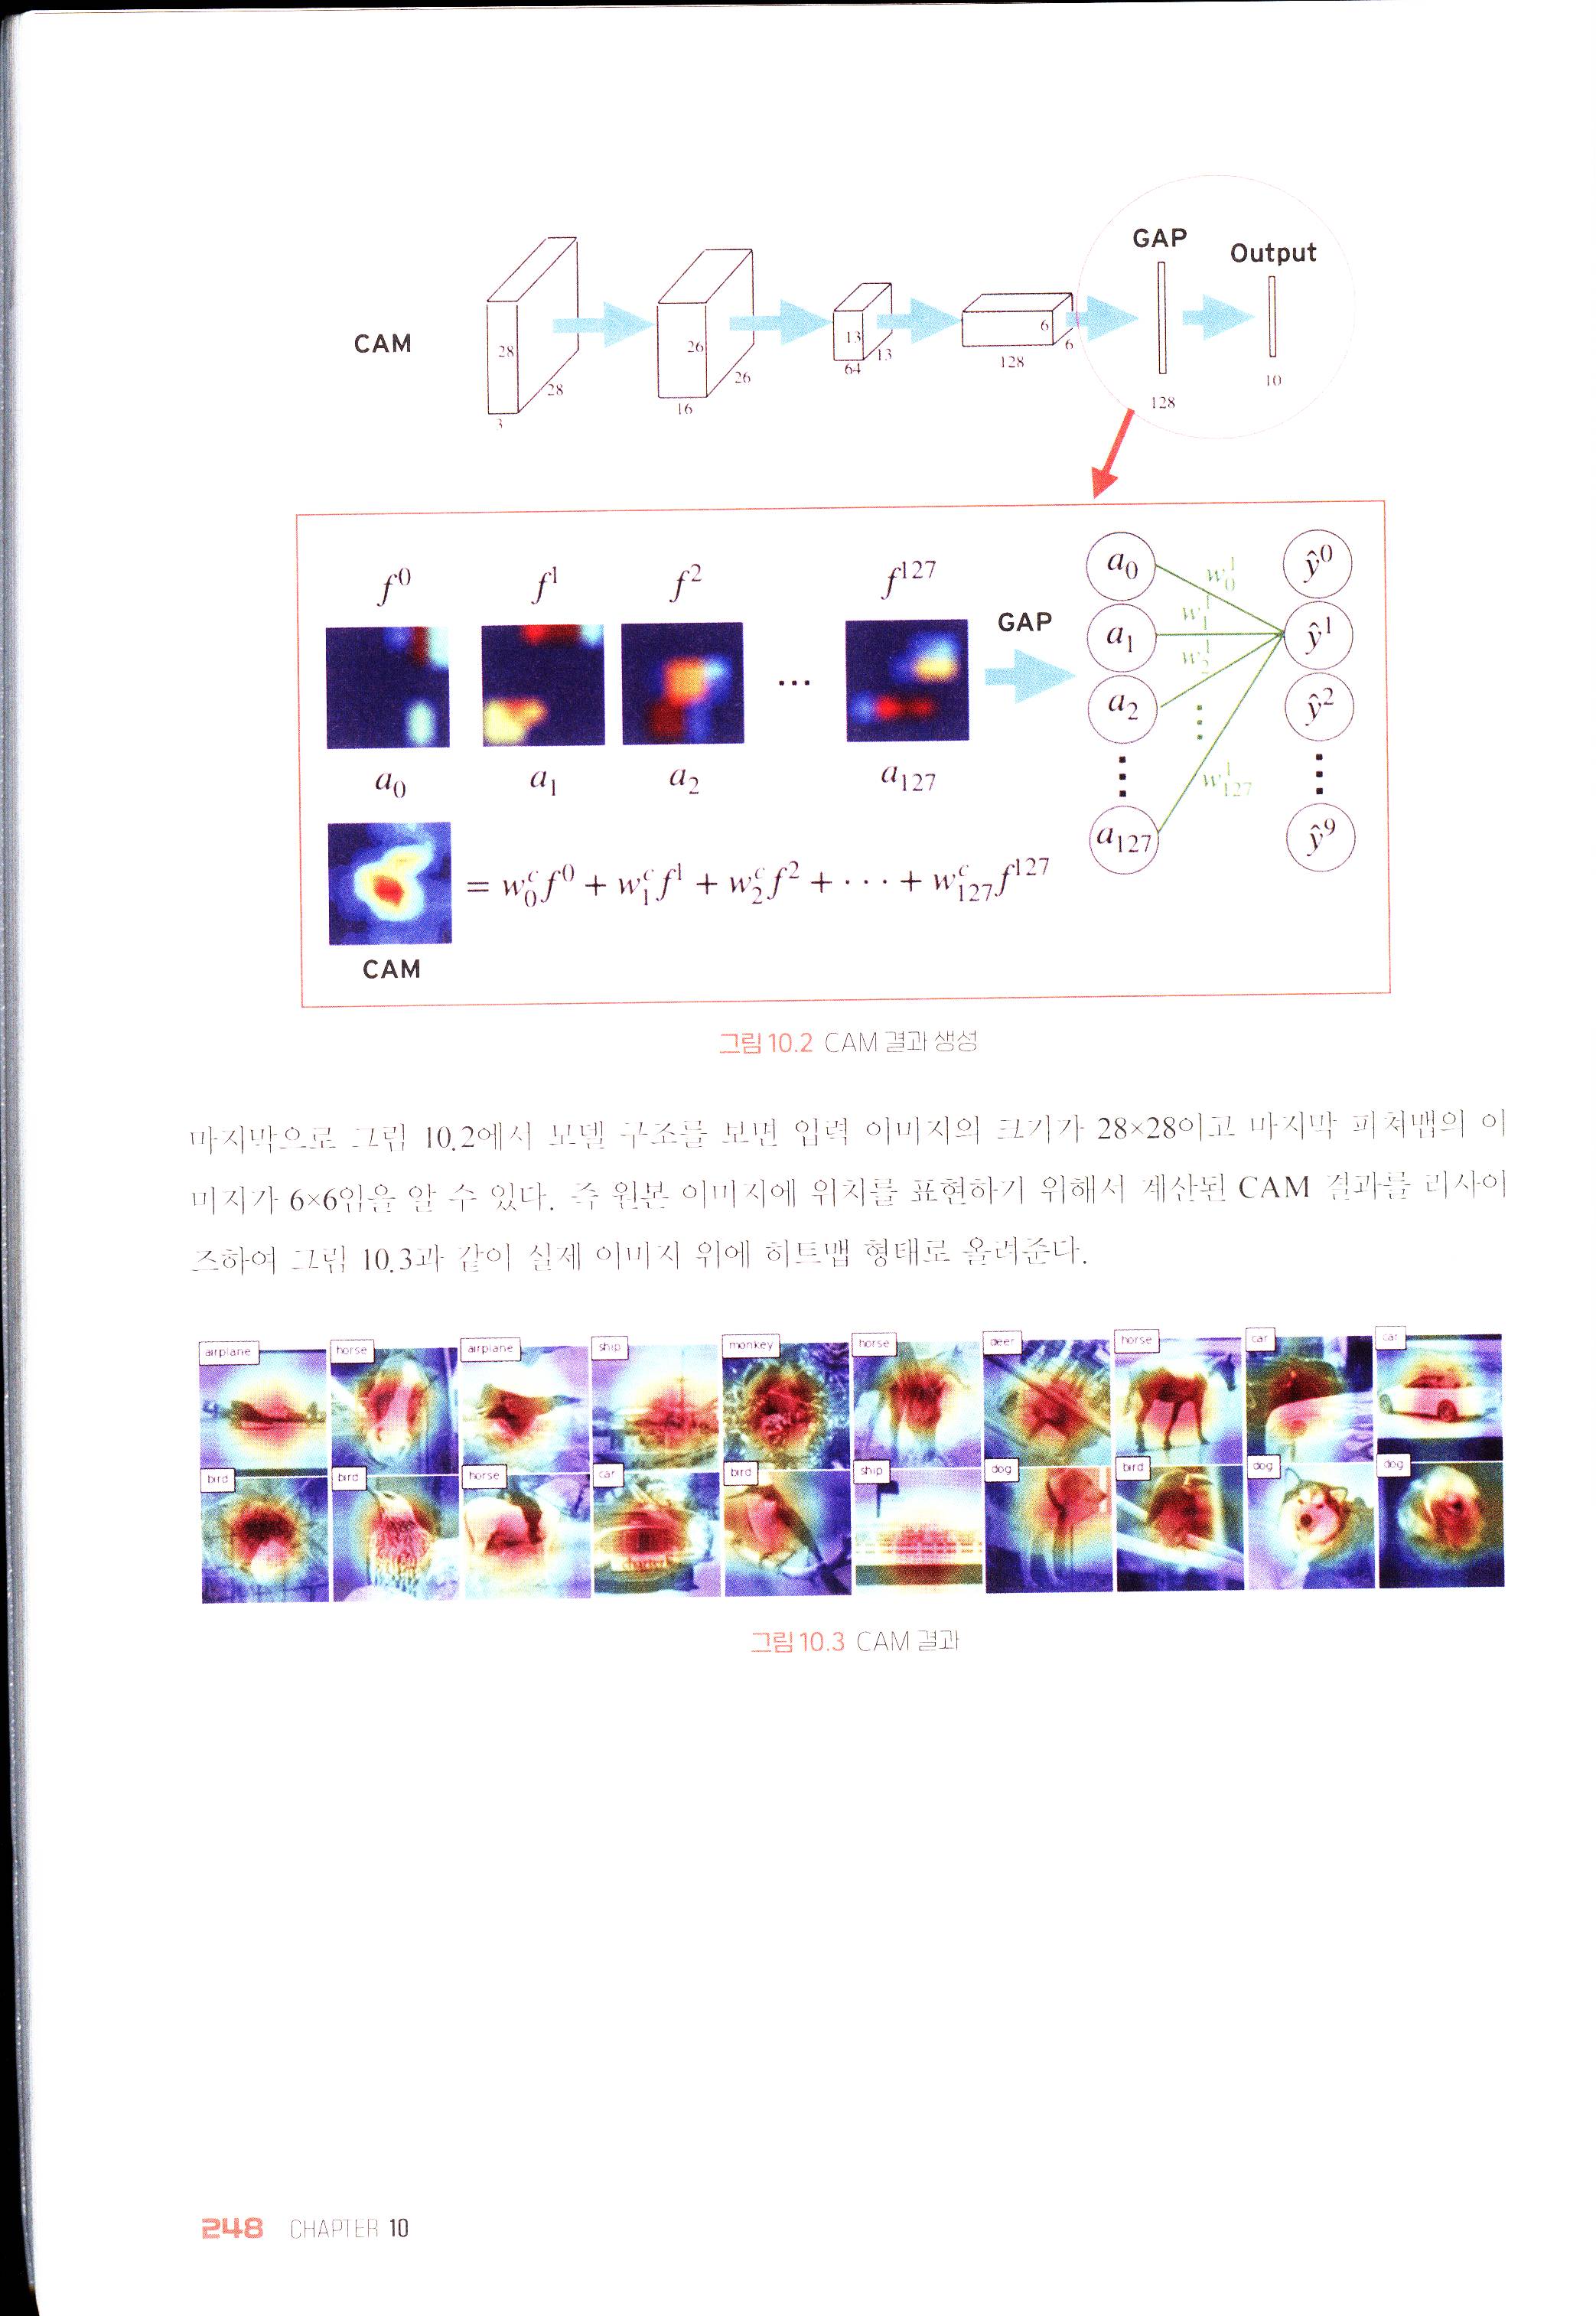 GAP
Output
CAM
28
28
3
26
26
16
13
13
64
6
6
128
128
10
f⁰ f¹ f² f¹²⁷
GAP
...
a₀ a₁ a₂ a₁₂₇
a₀ a₁ a₂ a₁₂₇
w₀¹ w₁¹ w₂¹ w₁₂₇¹
ŷ⁰ ŷ¹ ŷ² ŷ⁹
= w₀ᶜf⁰ + w₁ᶜf¹ + w₂ᶜf² + · · · + w₁₂₇ᶜf¹²⁷
CAM
그림 10.2 CAM 결과 생성
마지막으로 그림 10.2에서 모델 구조를 보면 입력 이미지의 크기가 28×28이고 마지막 피쳐맵의 이
미지가 6×6임을 알 수 있다. 즉 원본 이미지에 위치를 표현하기 위해서 계산된 CAM 결과를 리사이
즈하여 그림 10.3과 같이 실제 이미지 위에 히트맵 형태로 올려준다.
airplane horse airplane ship monkey horse deer horse car car
bird bird horse car bird ship dog bird dog dog
그림 10.3 CAM 결과
248 CHAPTER 10